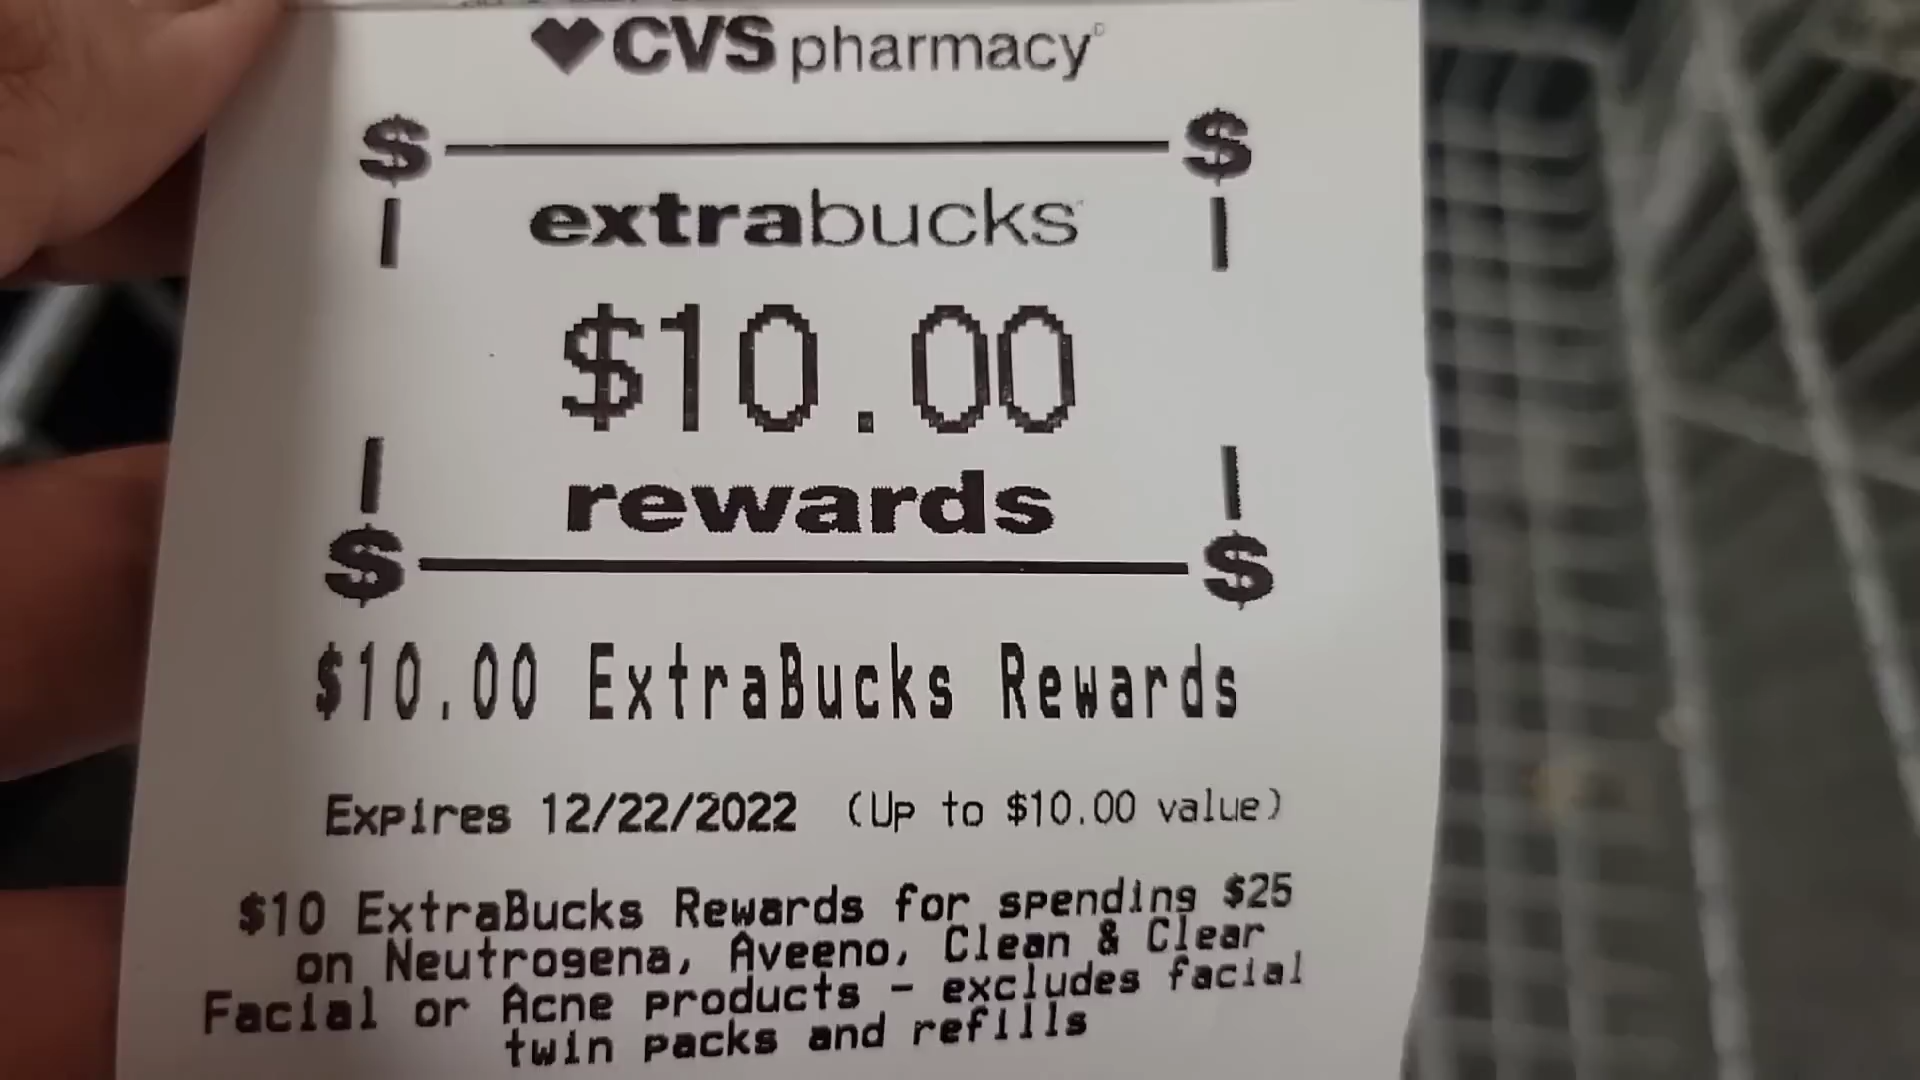 CVS pharmacy
$ $
extrabucks
$10.00
rewards
$ $
$10.00 ExtraBucks Rewards
Expires 12/22/2022 (Up to $10.00 value)
$10 ExtraBucks Rewards for spending $25
on Neutrogena, Aveeno, Clean & Clear
Facial or Acne products - excludes facial
twin packs and refills